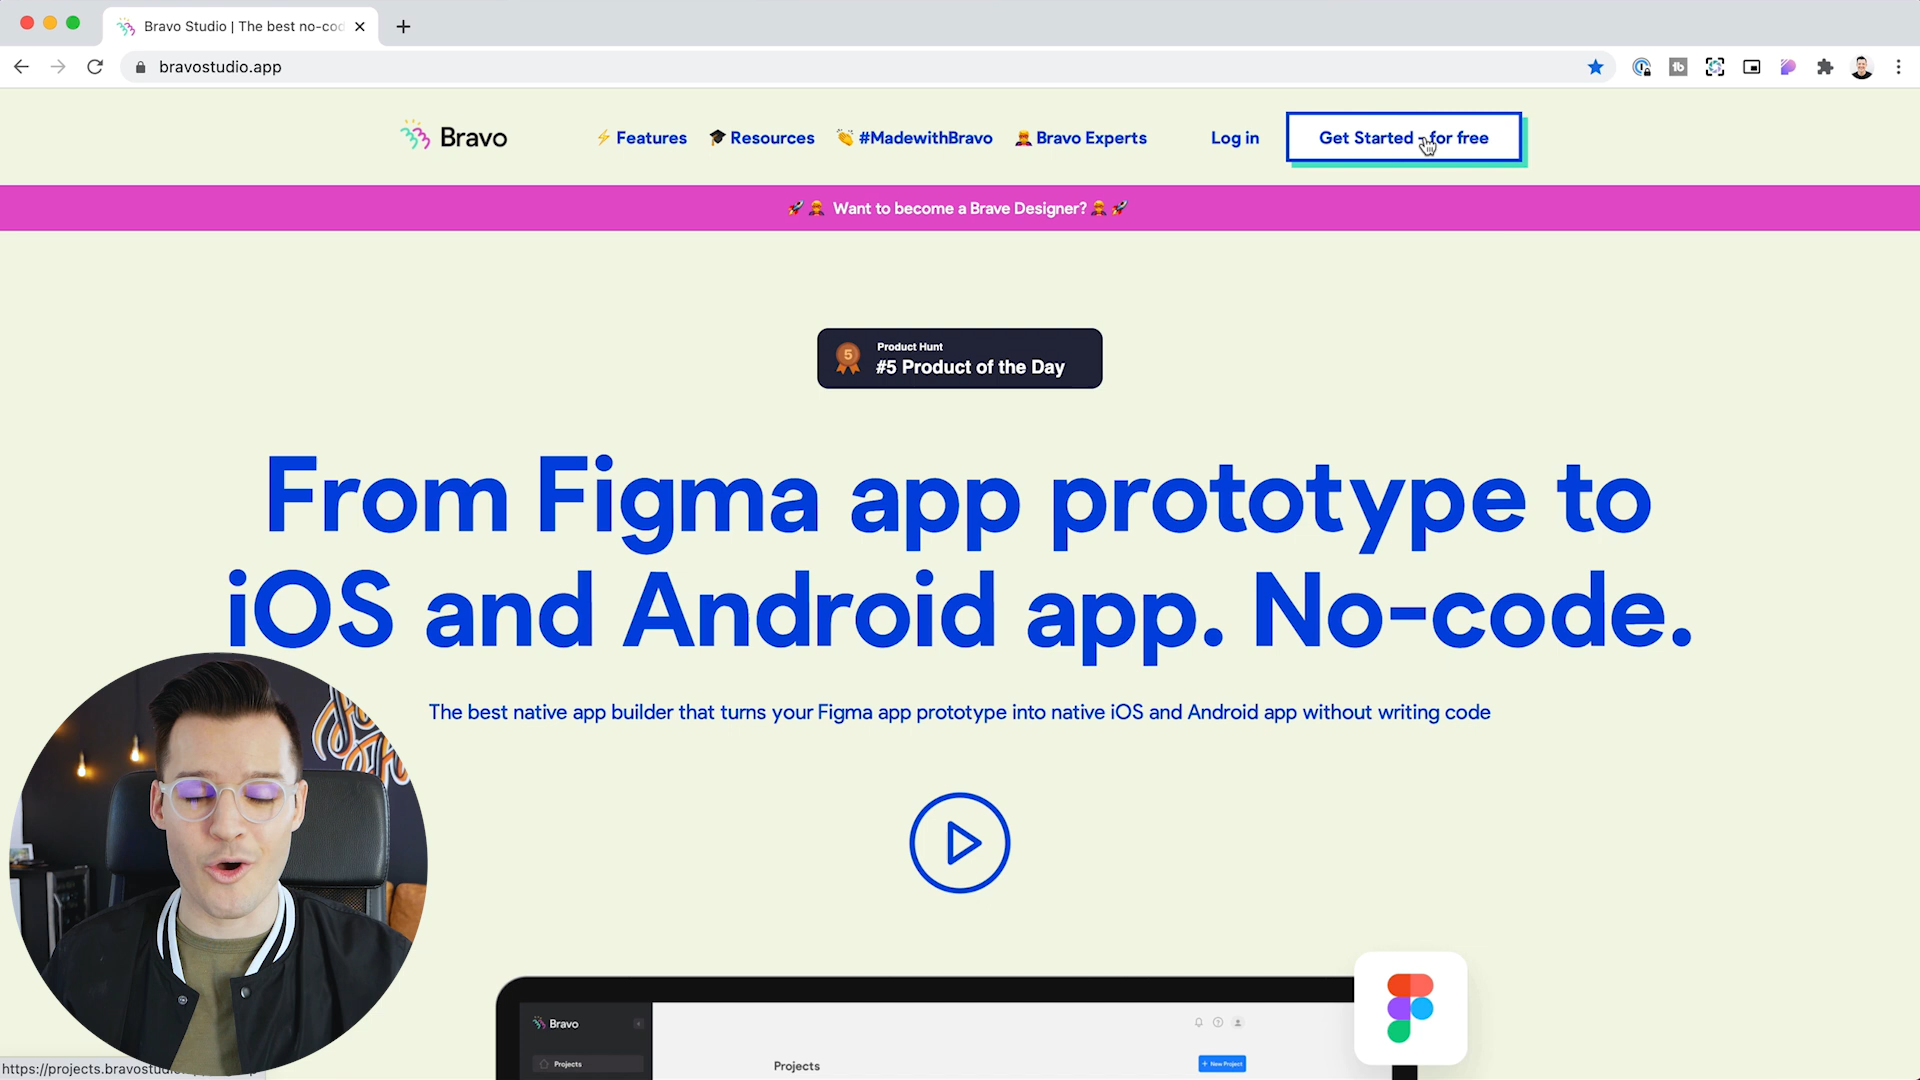 Bravo Studio | The best no-cod
bravostudio.app
Bravo
⚡ Features
🎓 Resources
👏 #MadewithBravo
Bravo Experts
Log in
Get Started - for free
Want to become a Brave Designer?
5
Product Hunt
#5 Product of the Day
From Figma app prototype to
iOS and Android app. No-code.
The best native app builder that turns your Figma app prototype into native iOS and Android app without writing code
Bravo
Projects
Projects
+ New Project
https://projects.bravostudio